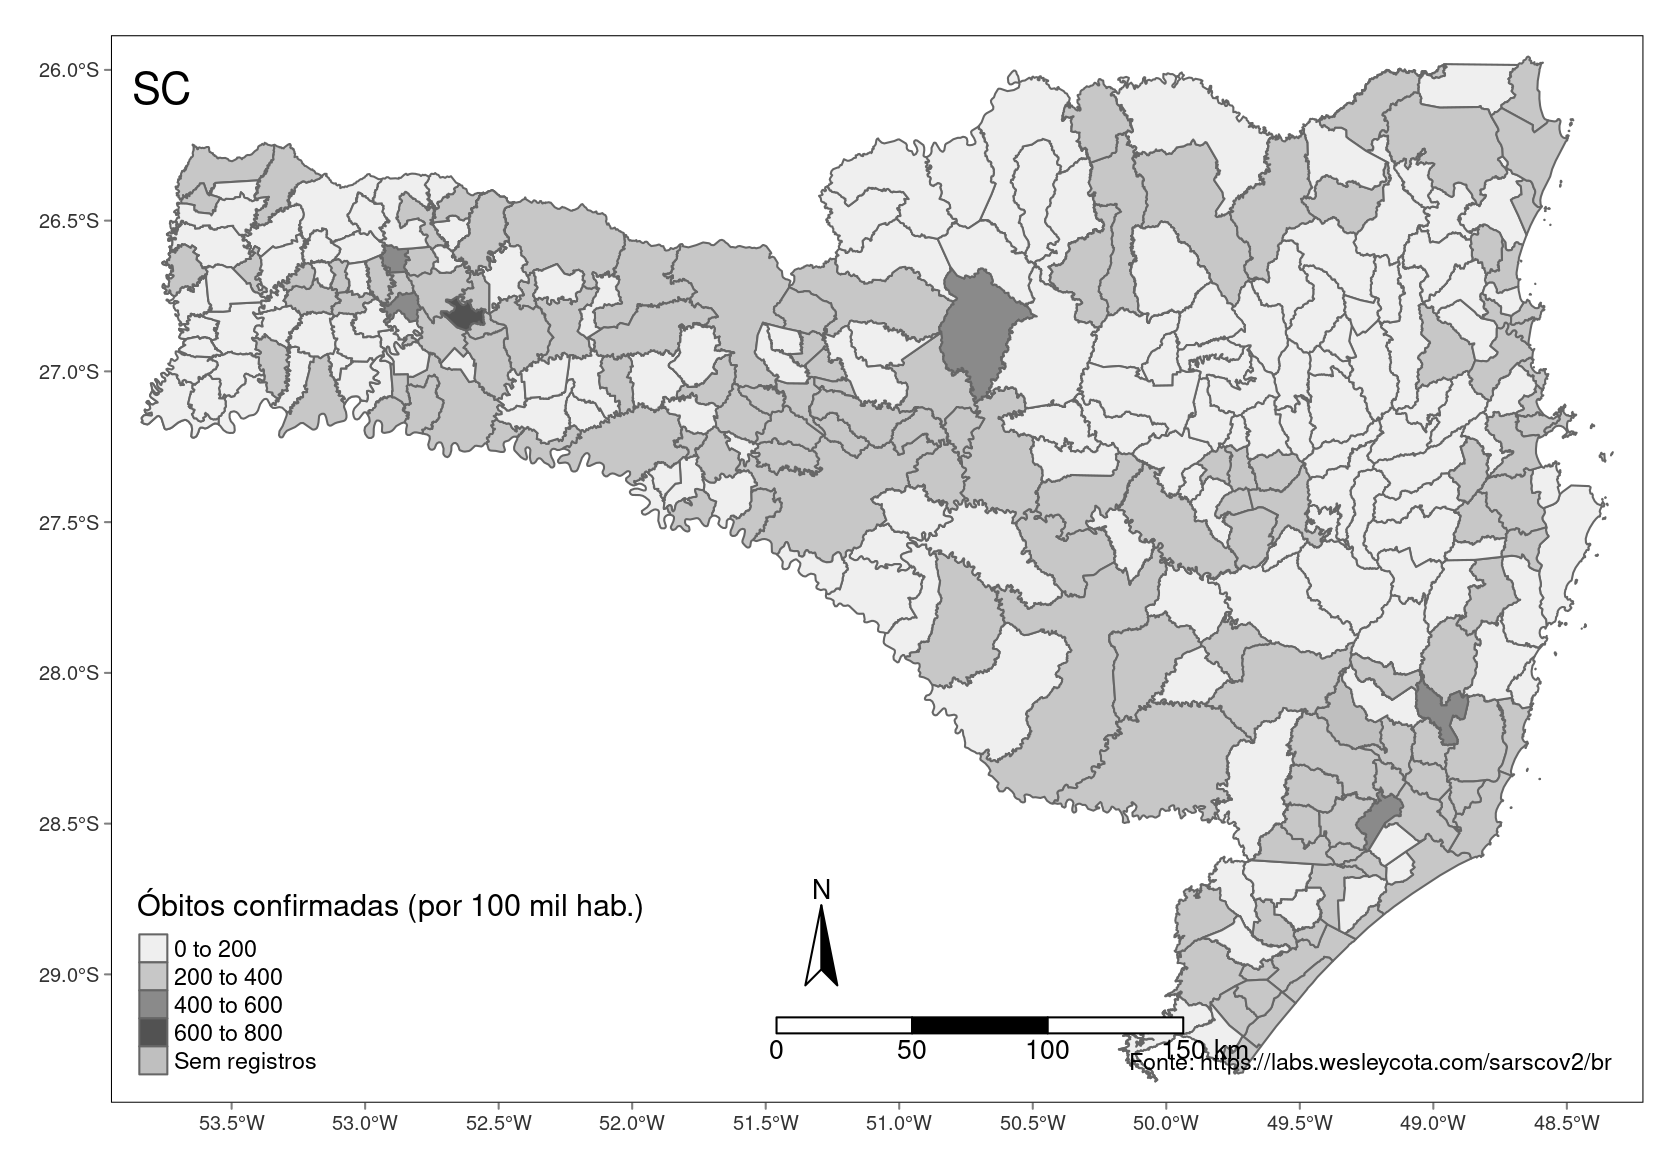 SC
26.0°S
26.5°S
27.0°S
27.5°S
28.0°S
28.5°S
29.0°S
N
Óbitos confirmadas (por 100 mil hab.)
0 to 200
200 to 400
400 to 600
600 to 800
Sem registros
0 50 100 150 km
Fonte: https://labs.wesleycota.com/sarscov2/br
53.5°W 53.0°W 52.5°W 52.0°W 51.5°W 51.0°W 50.5°W 50.0°W 49.5°W 49.0°W 48.5°W